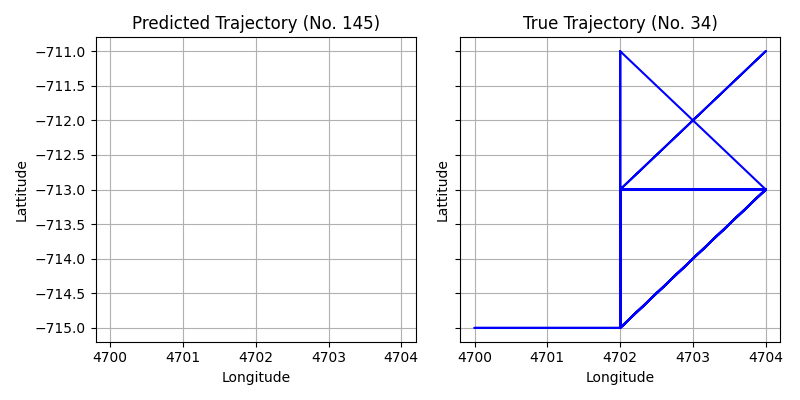 Predicted Trajectory (No. 145)
−711.0
−711.5
−712.0
−712.5
−713.0
−713.5
−714.0
−714.5
−715.0
Lattitude
4700 4701 4702 4703 4704
Longitude
True Trajectory (No. 34)
Lattitude
4700 4701 4702 4703 4704
Longitude